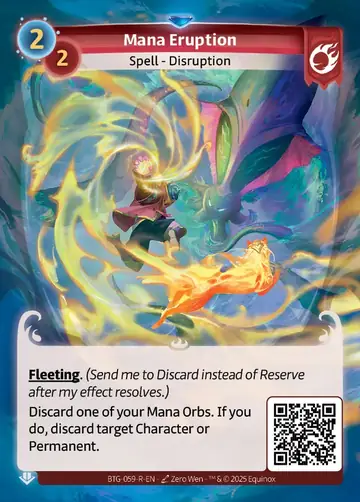 2
Mana Eruption
2
Spell - Disruption
Fleeting. (Send me to Discard instead of Reserve
after my effect resolves.)
Discard one of your Mana Orbs. If you
do, discard target Character or
Permanent.
BTG-059-R-EN - Zero Wen - ™ & © 2025 Equinox